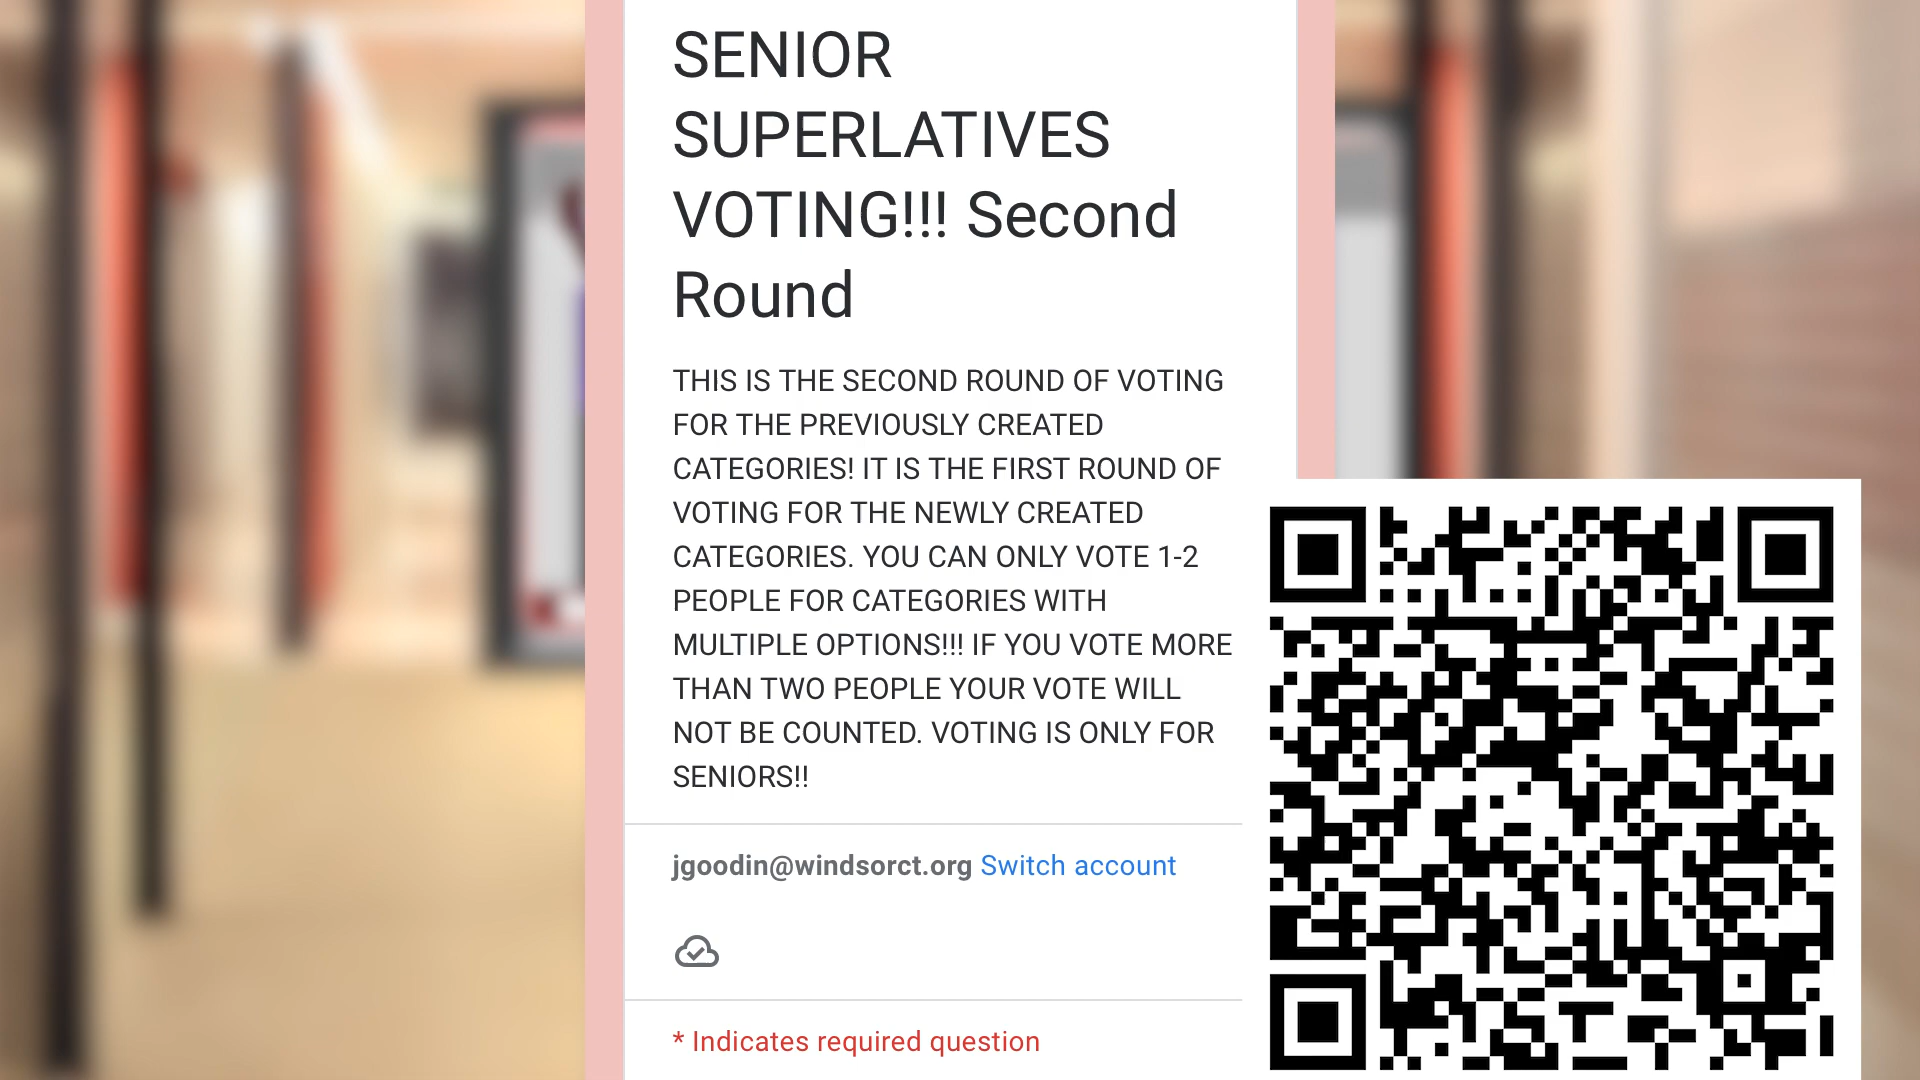 SENIOR
SUPERLATIVES
VOTING!!! Second
Round
THIS IS THE SECOND ROUND OF VOTING
FOR THE PREVIOUSLY CREATED
CATEGORIES! IT IS THE FIRST ROUND OF
VOTING FOR THE NEWLY CREATED
CATEGORIES. YOU CAN ONLY VOTE 1-2
PEOPLE FOR CATEGORIES WITH
MULTIPLE OPTIONS!!! IF YOU VOTE MORE
THAN TWO PEOPLE YOUR VOTE WILL
NOT BE COUNTED. VOTING IS ONLY FOR
SENIORS!!
jgoodin@windsorct.org Switch account
* Indicates required question